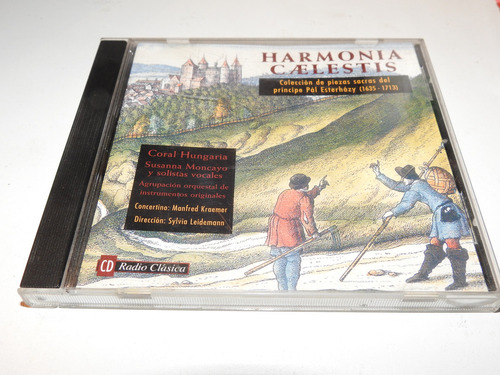 HARMONIA
CÆLESTIS
Colección de piezas sacras del
príncipe Pál Esterházy (1635-1713)
Coral Hungaria
Susanna Moncayo
y solistas vocales
Agrupación orquestal de
instrumentos originales
Concertino: Manfred Kraemer
Dirección: Sylvia Leidemann
CD Radio Clásica